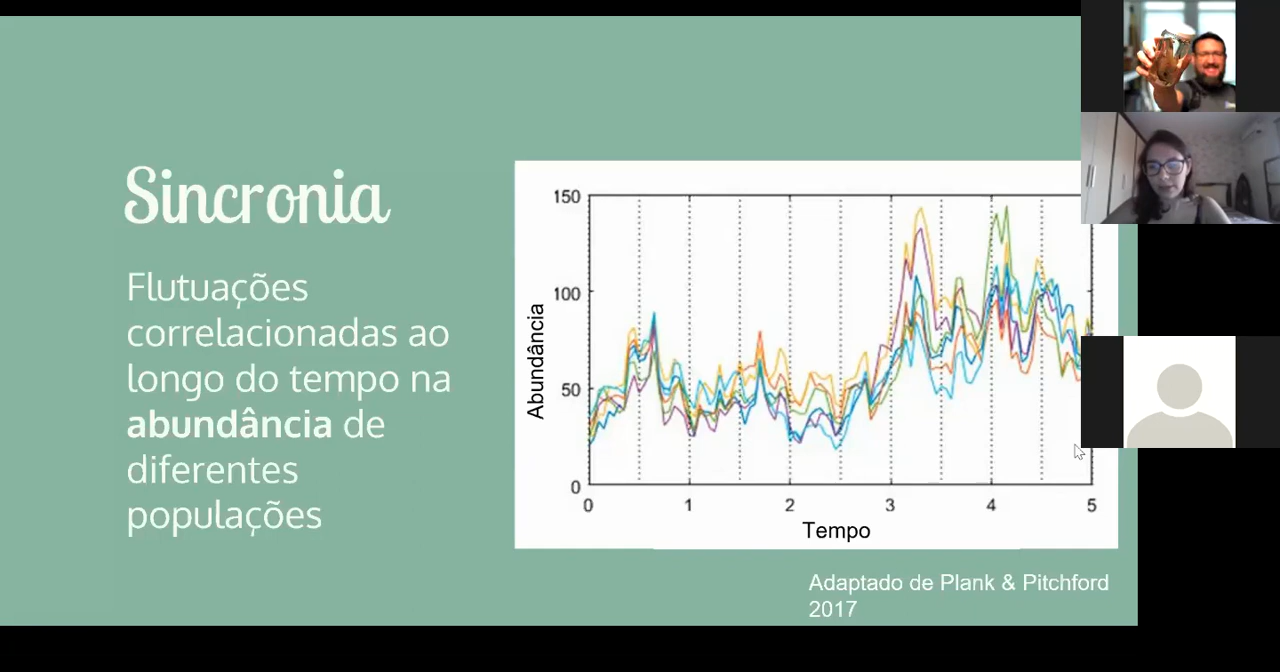 Sincronia
Flutuações
correlacionadas ao
longo do tempo na
abundância de
diferentes
populações
Abundância
150
100
50
0
0 1 2 3 4 5
Tempo
Adaptado de Plank & Pitchford
2017